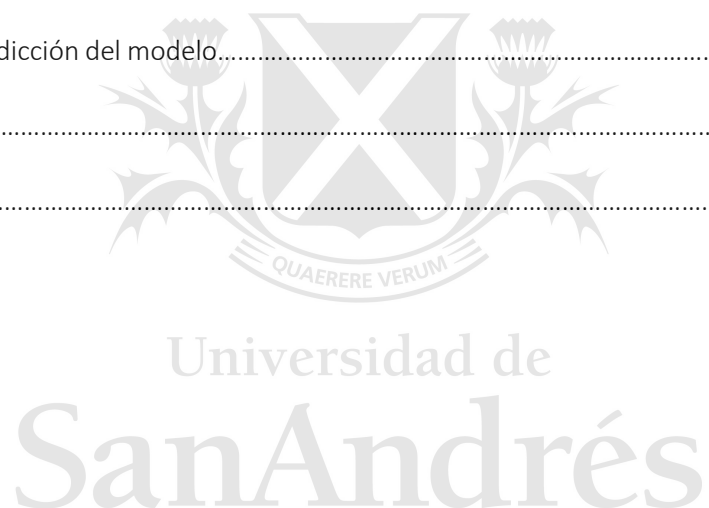 dicción del modelo................................................................................
................................................................................................................
................................................................................................................
QUAERERE VERUM
Universidad de
SanAndrés